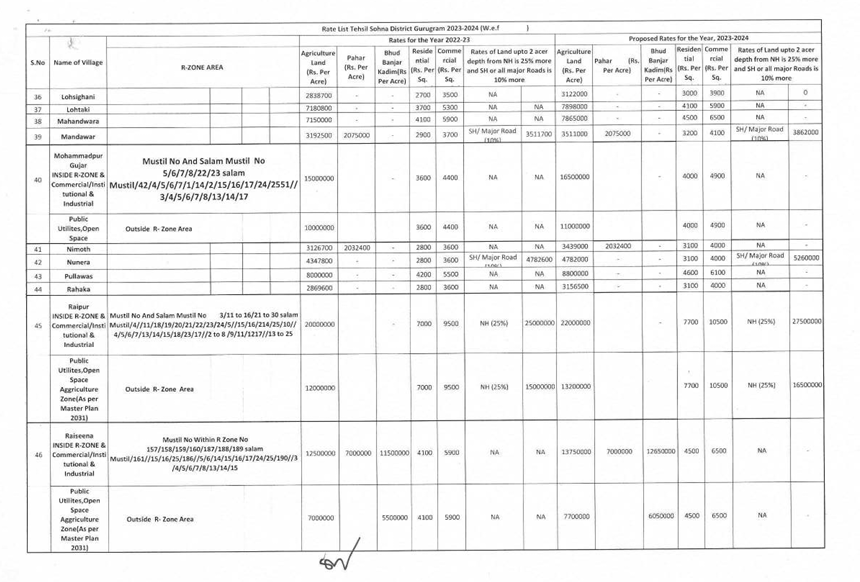 Rate List Tehsil Sohna District Gurugram 2023-2024 (W.e.f )
Rates for the Year 2022-23 Proposed Rates for the Year, 2023-2024
S.No Name of Village R-ZONE AREA Agriculture Land (Rs. Per Acre) Pahar (Rs. Per Acre) Bhud Banjar Kadim(Rs Per Acre) Reside ntial (Rs. Per Sq. Comme rcial (Rs. Per Sq. Rates of Land upto 2 acer depth from NH is 25% more and SH or all major Roads is 10% more Agriculture Land (Rs. Per Acre) Pahar (Rs. Per Acre) Bhud Banjar Kadim(Rs Per Acre) Residen tial (Rs. Per Sq. Comme rcial (Rs. Per Sq. Rates of Land upto 2 acer depth from NH is 25% more and SH or all major Roads is 10% more
36 Lohsighani 2838700 - - 2700 3500 NA 3122000 - - 3000 3900 NA 0
37 Lohtaki 7180800 - - 3700 5300 NA NA 7898000 - - 4100 5900 NA -
38 Mahandwara 7150000 - - 4100 5900 NA NA 7865000 - - 4500 6500 NA -
39 Mandawar 3192500 2075000 - 2900 3700 SH/ Major Road (10%) 3511700 3511000 2075000 - 3200 4100 SH/ Major Road (10%) 3862000
40 Mohammadpur Gujar INSIDE R-ZONE & Commercial/Insti tutional & Industrial Mustil No And Salam Mustil No 5/6/7/8/22/23 salam Mustil/42/4/5/6/7/1/14/2/15/16/17/24/2551// 3/4/5/6/7/8/13/14/17 15000000 - 3600 4400 NA NA 16500000 - 4000 4900 NA -
Public Utilites,Open Space Outside R-Zone Area 10000000 3600 4400 NA NA 11000000 4000 4900 NA -
41 Nimoth 3126700 2032400 - 2800 3600 NA NA 3439000 2032400 - 3100 4000 NA -
42 Nunera 4347800 - - 2800 3600 SH/ Major Road (10%) 4782600 4782000 - - 3100 4000 SH/ Major Road (10%) 5260000
43 Pullawas 8000000 - - 4200 5500 NA NA 8800000 - - 4600 6100 NA -
44 Rahaka 2869600 - - 2800 3600 NA NA 3156500 - - 3100 4000 NA -
45 Raipur INSIDE R-ZONE & Commercial/Insti tutional & Industrial Mustil No And Salam Mustil No 3/11 to 16/21 to 30 salam Mustil/4//11/18/19/20/21/22/23/24/5//15/16/214/25/10// 4/5/6/7/13/14/15/18/23/17//2 to 8 /9/11/1217//13 to 25 20000000 - 7000 9500 NH (25%) 25000000 22000000 - 7700 10500 NH (25%) 27500000
Public Utilites,Open Space Aggriculture Zone(As per Master Plan 2031) Outside R- Zone Area 12000000 7000 9500 NH (25%) 15000000 13200000 7700 10500 NH (25%) 16500000
46 Raiseena INSIDE R-ZONE & Commercial/Insti tutional & Industrial Mustil No Within R Zone No 157/158/159/160/187/188/189 salam Mustil/161//15/16/25/186//5/6/14/15/16/17/24/25/190//3 /4/5/6/7/8/13/14/15 12500000 7000000 11500000 4100 5900 NA NA 13750000 7000000 12650000 4500 6500 NA -
Public Utilites,Open Space Aggriculture Zone(As per Master Plan 2031) Outside R- Zone Area 7000000 5500000 4100 5900 NA NA 7700000 6050000 4500 6500 NA -